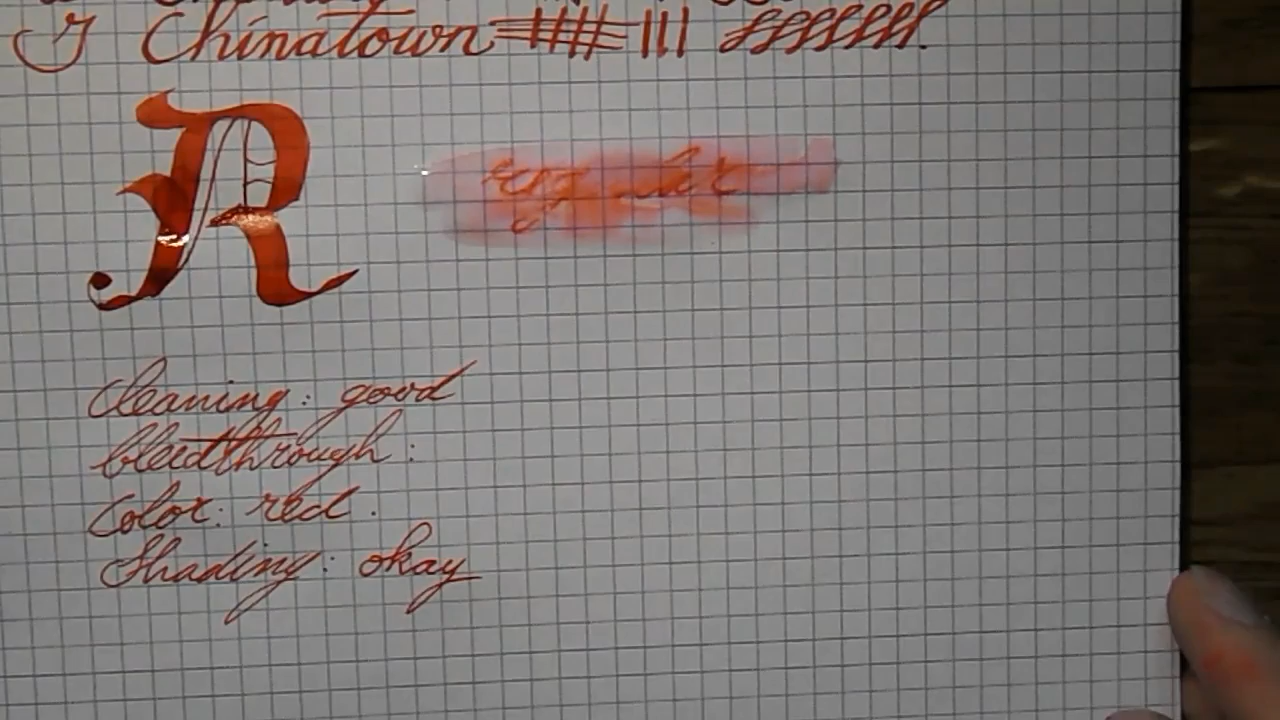 Chinatown
R
Cleaning: good
bleedthrough:
Color: red.
Shading: okay